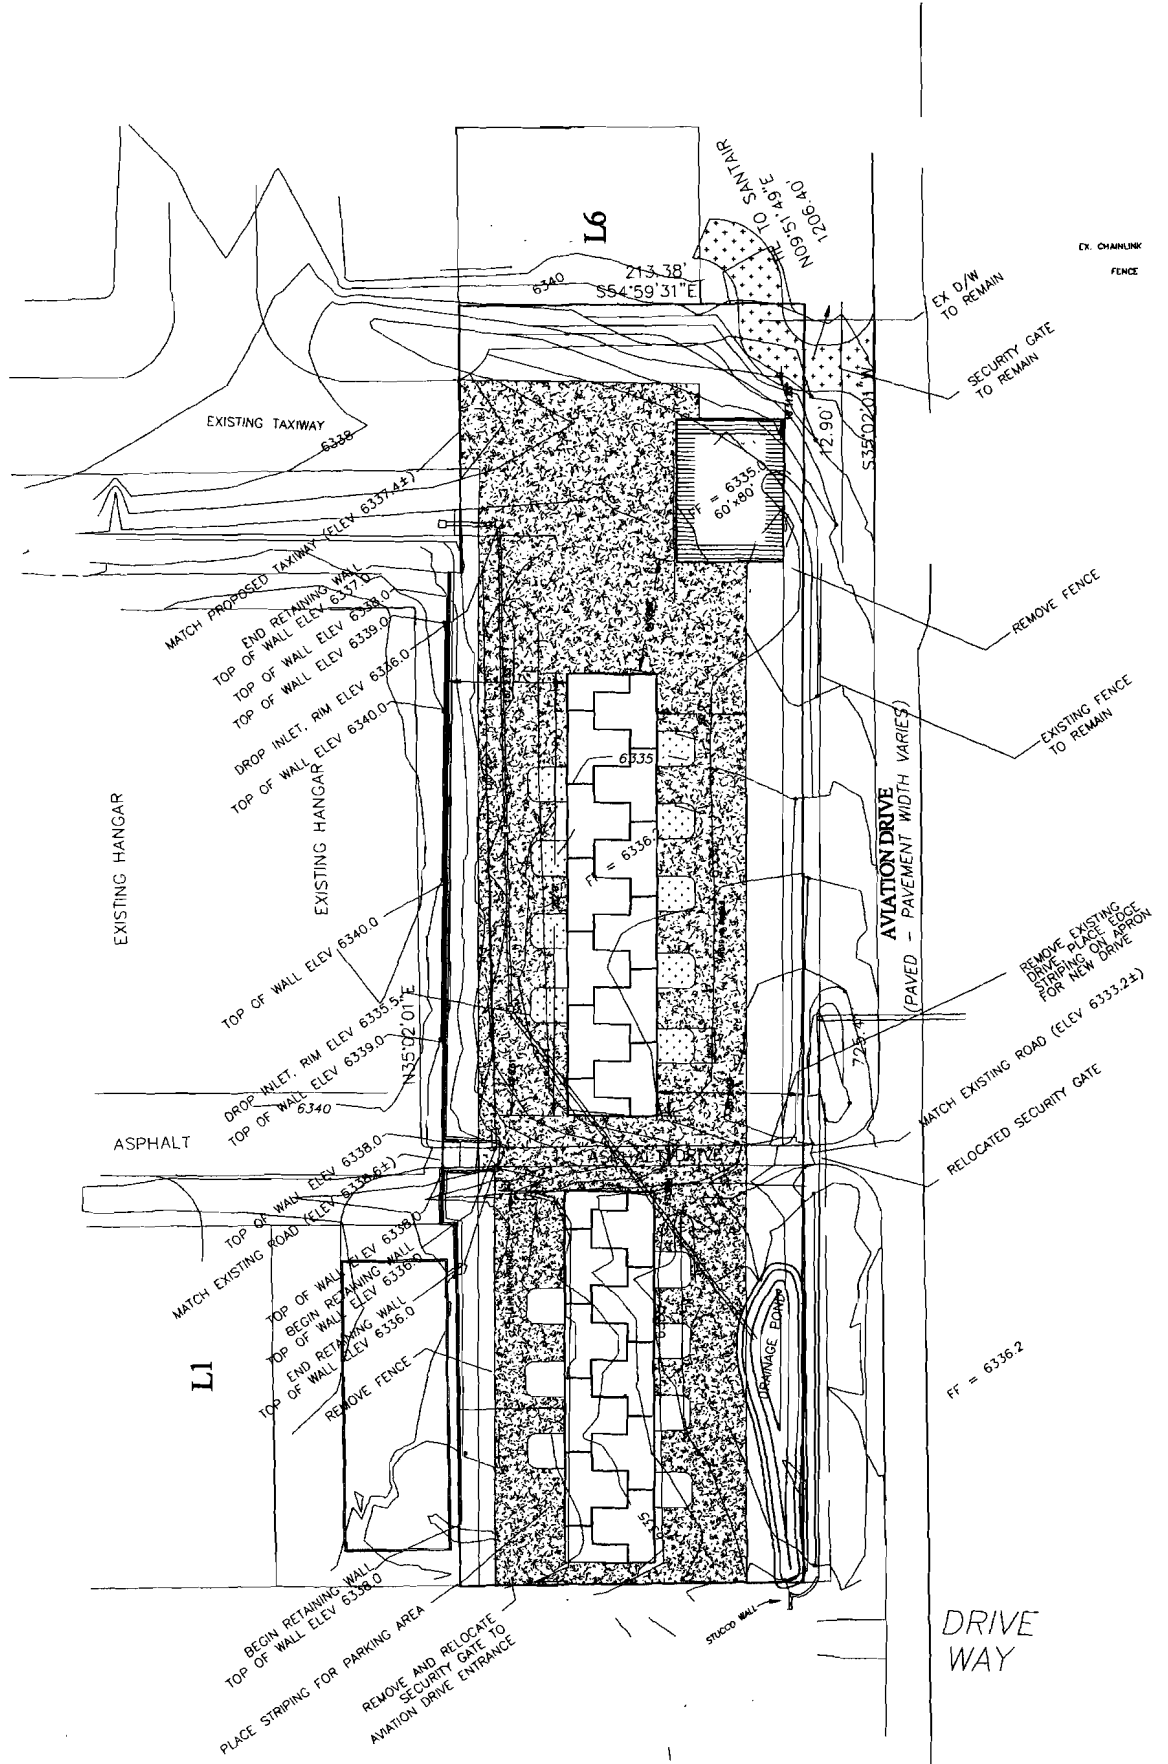 L6
TIE TO SANTAIR
N09°51'49"E
1206.40'
EX. CHAINLINK
FENCE
213.38'
S54°59'31"E
6340
EX D/W
TO REMAIN
SECURITY GATE
TO REMAIN
EXISTING TAXIWAY
6338
12.90'
S35°02'01"W
FF = 6335.0
60'x80'
MATCH PROPOSED TAXIWAY (ELEV 6337.4±)
END RETAINING WALL
TOP OF WALL ELEV 6337.0
TOP OF WALL ELEV 6338.0
TOP OF WALL ELEV 6339.0
DROP INLET, RIM ELEV 6336.0
TOP OF WALL ELEV 6340.0
REMOVE FENCE
EXISTING FENCE
TO REMAIN
6335
FF = 6336.2
EXISTING HANGAR
EXISTING HANGAR
AVIATION DRIVE
(PAVED - PAVEMENT WIDTH VARIES)
REMOVE EXISTING
DRIVE, PLACE EDGE
STRIPING ON APRON
FOR NEW DRIVE
TOP OF WALL ELEV 6340.0
N35°02'01"E
DROP INLET, RIM ELEV 6335.5
TOP OF WALL ELEV 6339.0
6340
MATCH EXISTING ROAD (ELEV 6333.2±)
RELOCATED SECURITY GATE
ASPHALT
ASPHALT DRIVE
TOP OF WALL ELEV 6338.0
MATCH EXISTING ROAD (ELEV 6338.6±)
TOP OF WALL ELEV 6338.0
BEGIN RETAINING WALL
TOP OF WALL ELEV 6336.0
END RETAINING WALL
TOP OF WALL ELEV 6336.0
REMOVE FENCE
L1
DRAINAGE POND
FF = 6336.2
BEGIN RETAINING WALL
TOP OF WALL ELEV 6338.0
PLACE STRIPING FOR PARKING AREA
REMOVE AND RELOCATE
SECURITY GATE TO
AVIATION DRIVE ENTRANCE
STUCCO WALL
DRIVE
WAY